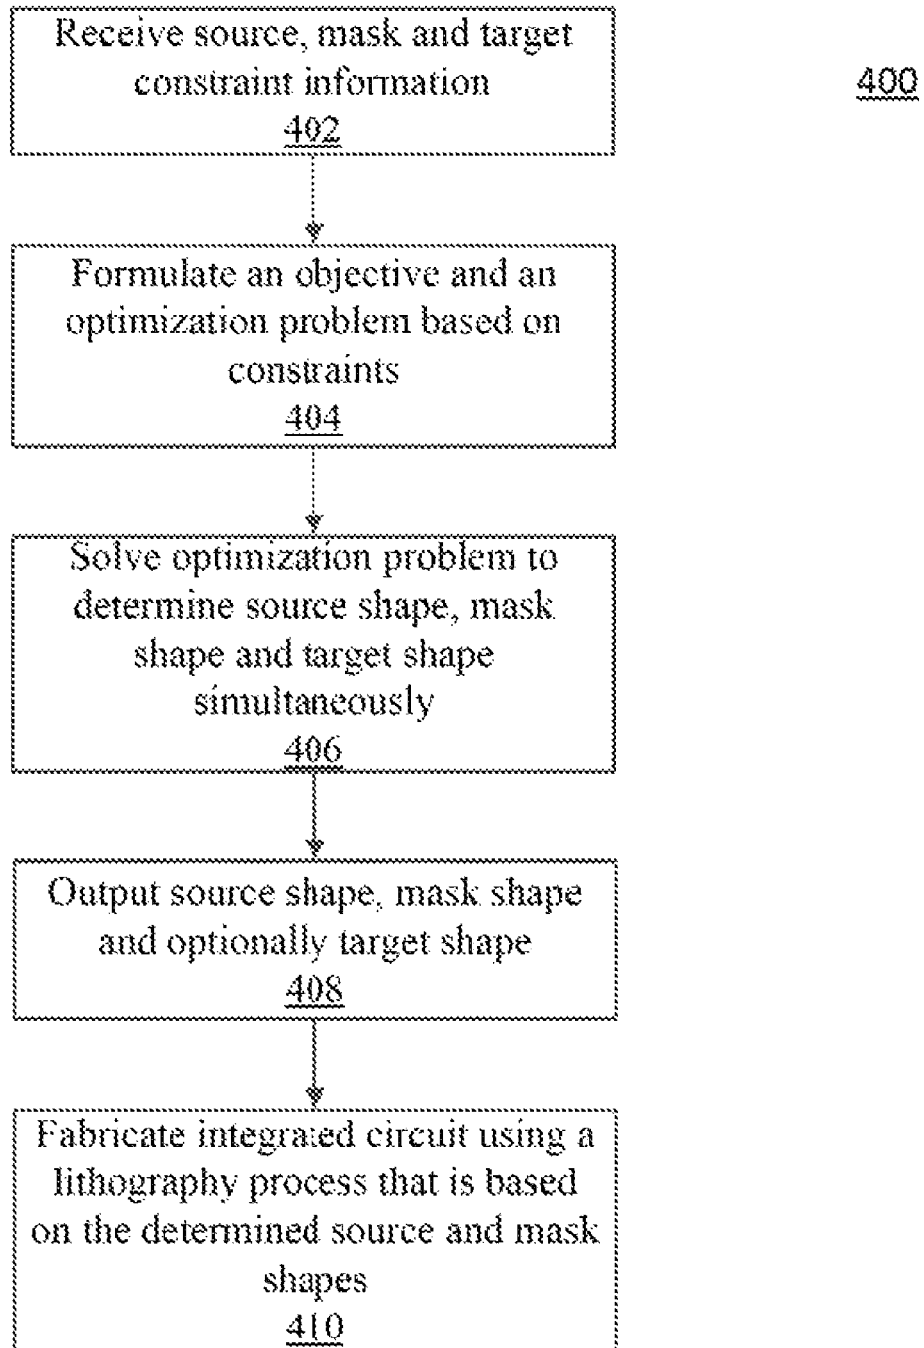 Receive source, mask and target
constraint information
402
400
Formulate an objective and an
optimization problem based on
constraints
404
Solve optimization problem to
determine source shape, mask
shape and target shape
simultaneously
406
Output source shape, mask shape
and optionally target shape
408
Fabricate integrated circuit using a
lithography process that is based
on the determined source and mask
shapes
410